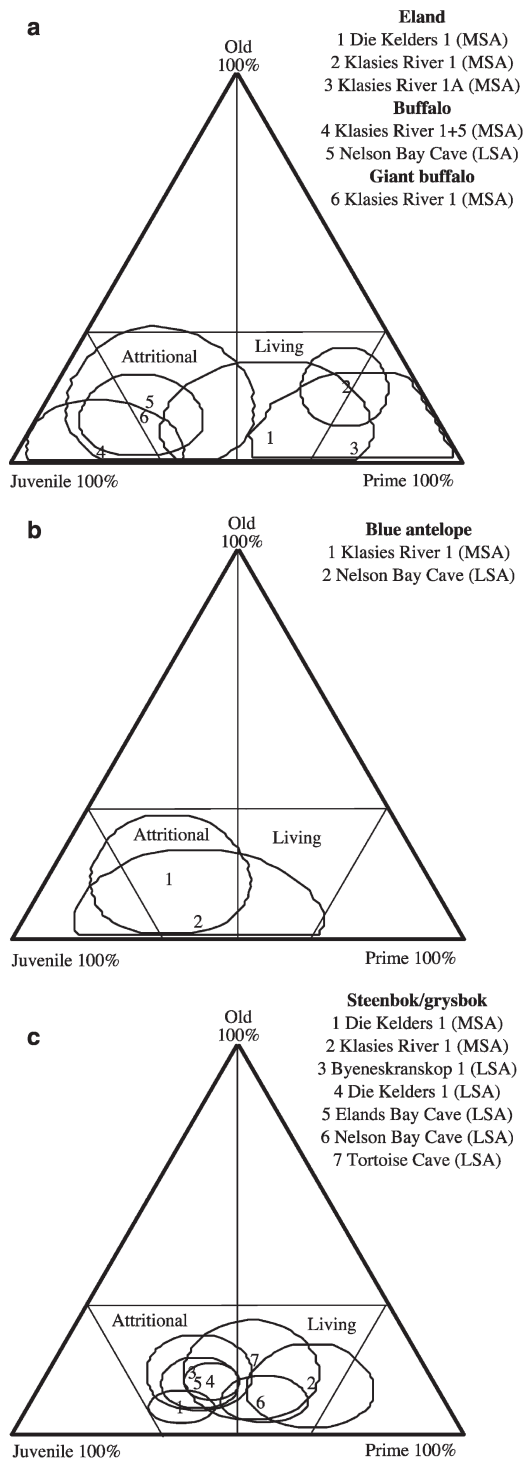 a
Old
100%
Eland
1 Die Kelders 1 (MSA)
2 Klasies River 1 (MSA)
3 Klasies River 1A (MSA)
Buffalo
4 Klasies River 1+5 (MSA)
5 Nelson Bay Cave (LSA)
Giant buffalo
6 Klasies River 1 (MSA)
Attritional
Living
5
6
4
2
1
3
Juvenile 100%
Prime 100%
b
Old
100%
Blue antelope
1 Klasies River 1 (MSA)
2 Nelson Bay Cave (LSA)
Attritional
Living
1
2
Juvenile 100%
Prime 100%
c
Old
100%
Steenbok/grysbok
1 Die Kelders 1 (MSA)
2 Klasies River 1 (MSA)
3 Byeneskranskop 1 (LSA)
4 Die Kelders 1 (LSA)
5 Elands Bay Cave (LSA)
6 Nelson Bay Cave (LSA)
7 Tortoise Cave (LSA)
Attritional
Living
7
3
5 4
2
6
1
Juvenile 100%
Prime 100%